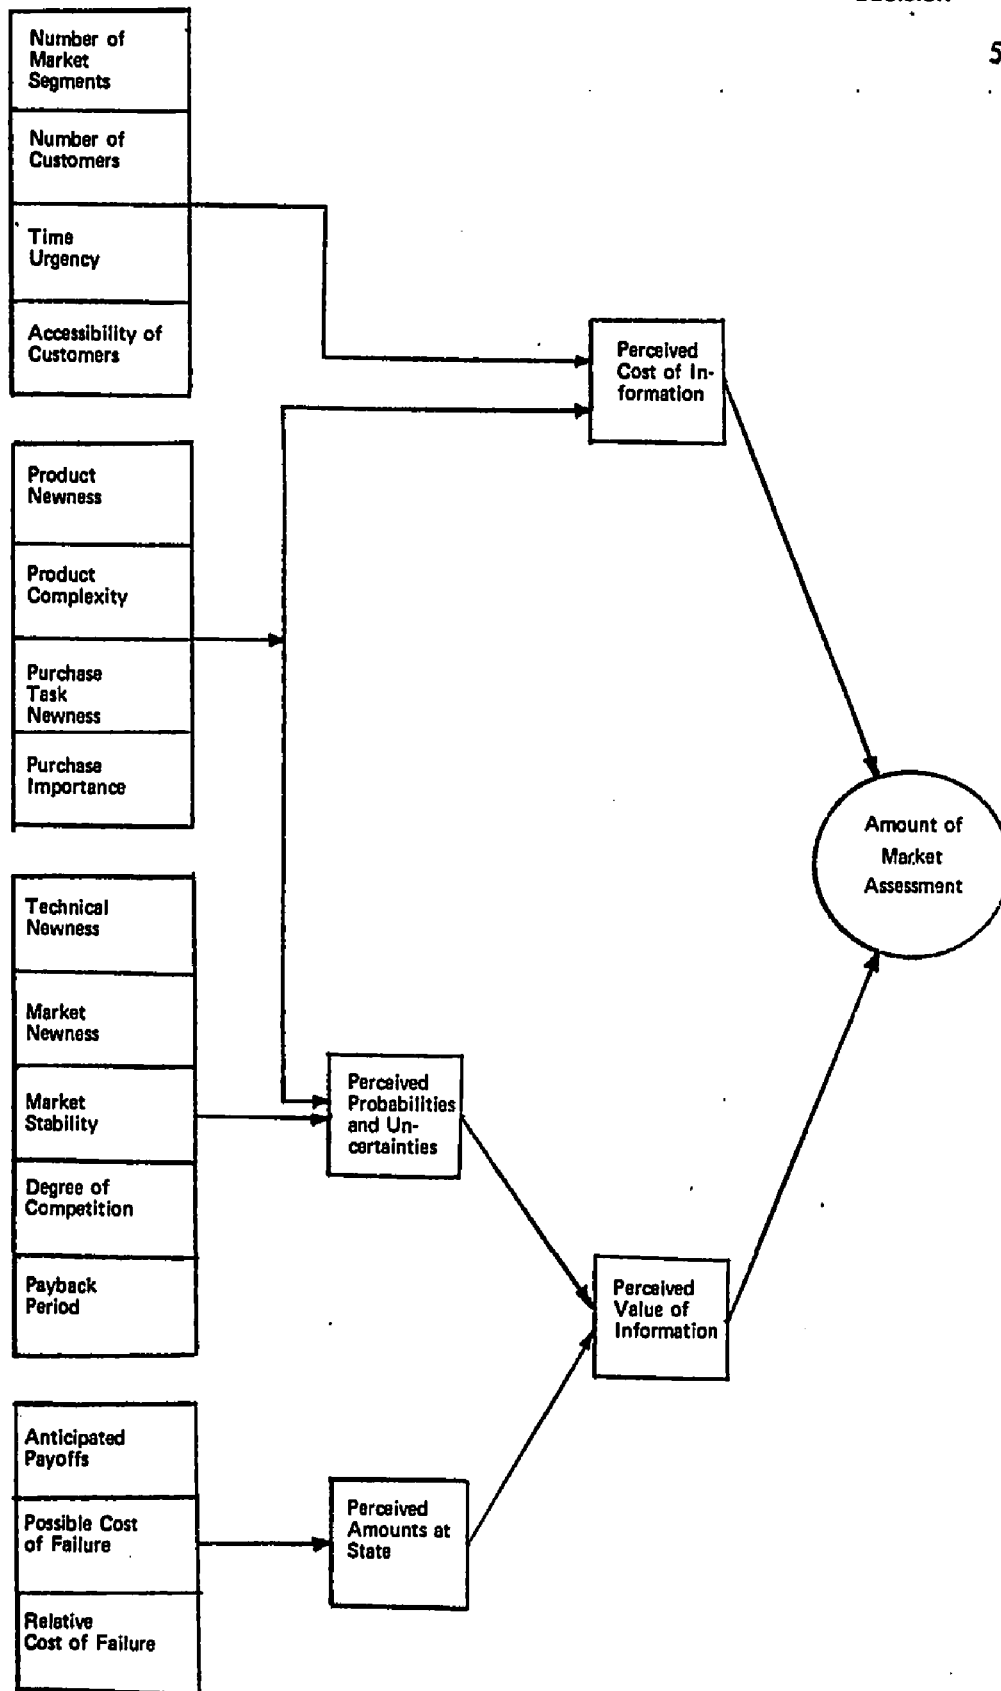 5
Number of
Market
Segments
Number of
Customers
Time
Urgency
Accessibility of
Customers
Perceived
Cost of In-
formation
Product
Newness
Product
Complexity
Purchase
Task
Newness
Purchase
Importance
Amount of
Market
Assessment
Technical
Newness
Market
Newness
Market
Stability
Degree of
Competition
Payback
Period
Perceived
Probabilities
and Un-
certainties
Perceived
Value of
Information
Anticipated
Payoffs
Possible Cost
of Failure
Relative
Cost of Failure
Perceived
Amounts at
State